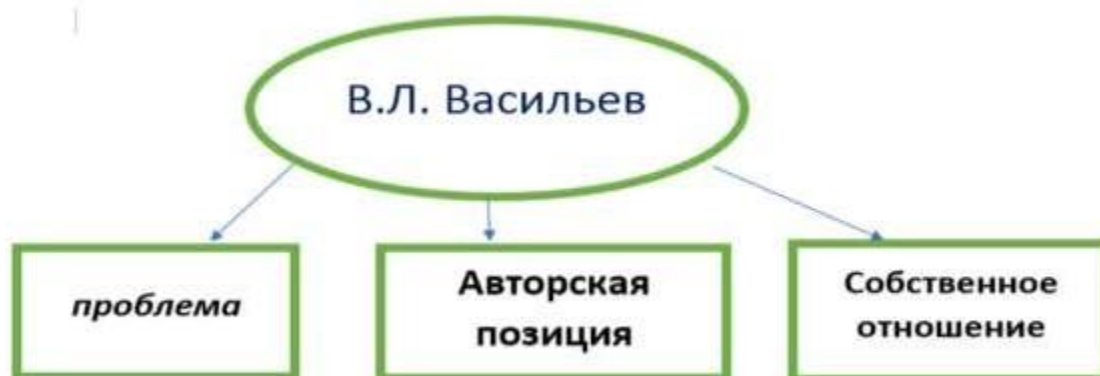 В.Л. Васильев
проблема
Авторская
позиция
Собственное
отношение